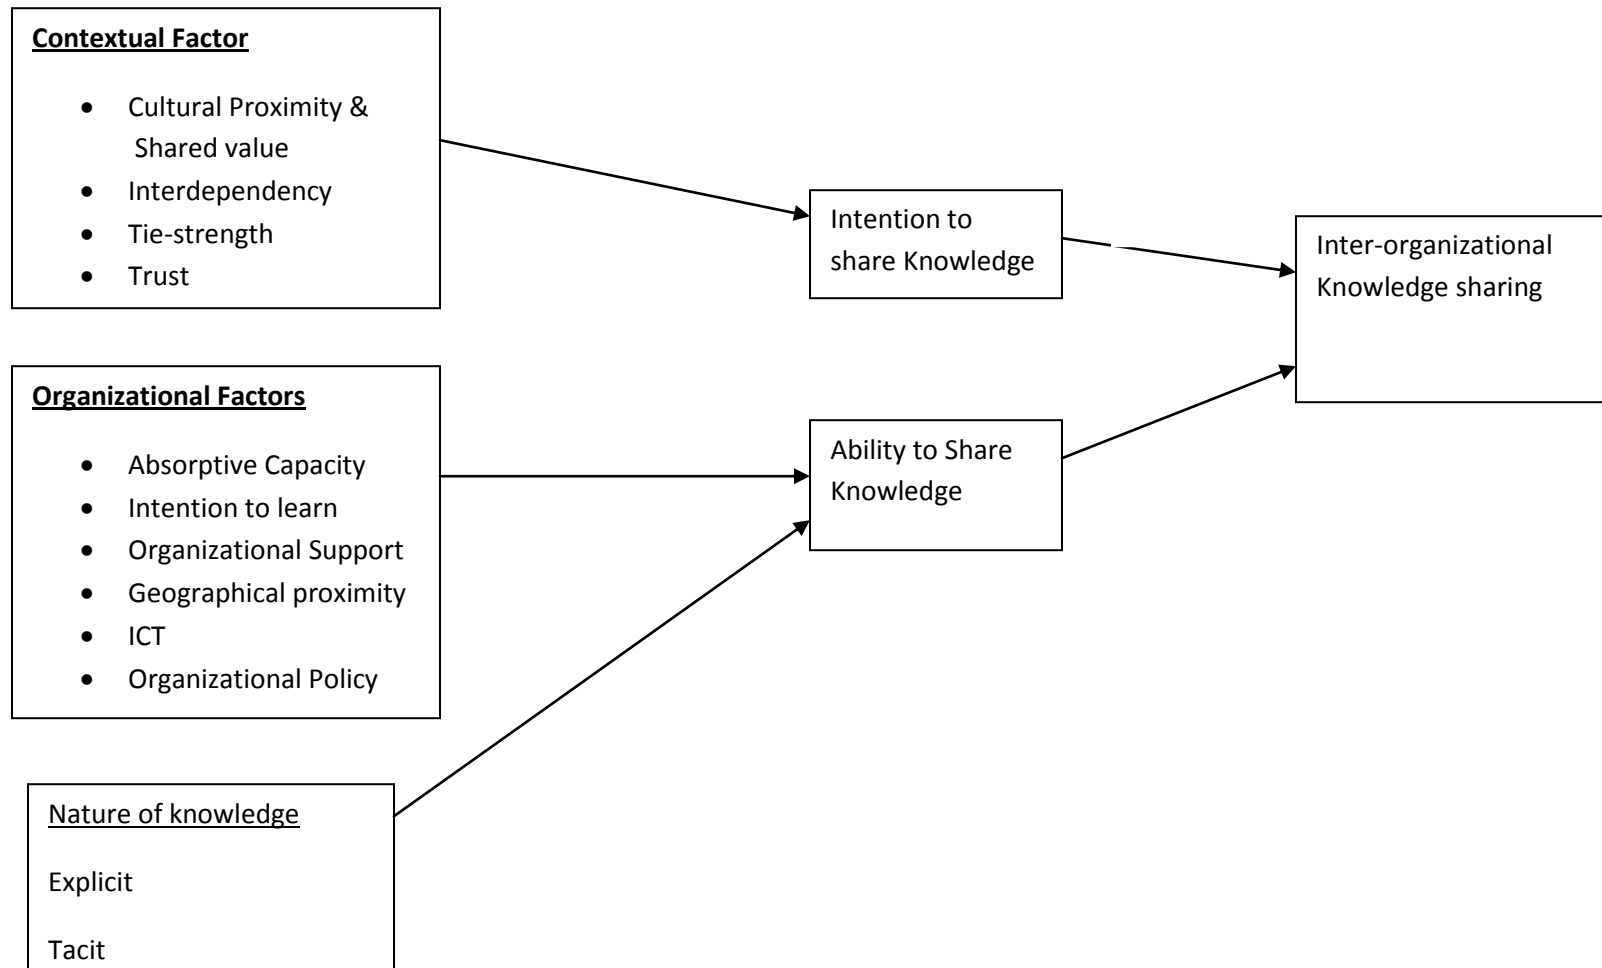 Contextual Factor
• Cultural Proximity &
Shared value
• Interdependency
• Tie-strength
• Trust
Intention to
share Knowledge
Inter-organizational
Knowledge sharing
Organizational Factors
• Absorptive Capacity
• Intention to learn
• Organizational Support
• Geographical proximity
• ICT
• Organizational Policy
Ability to Share
Knowledge
Nature of knowledge
Explicit
Tacit